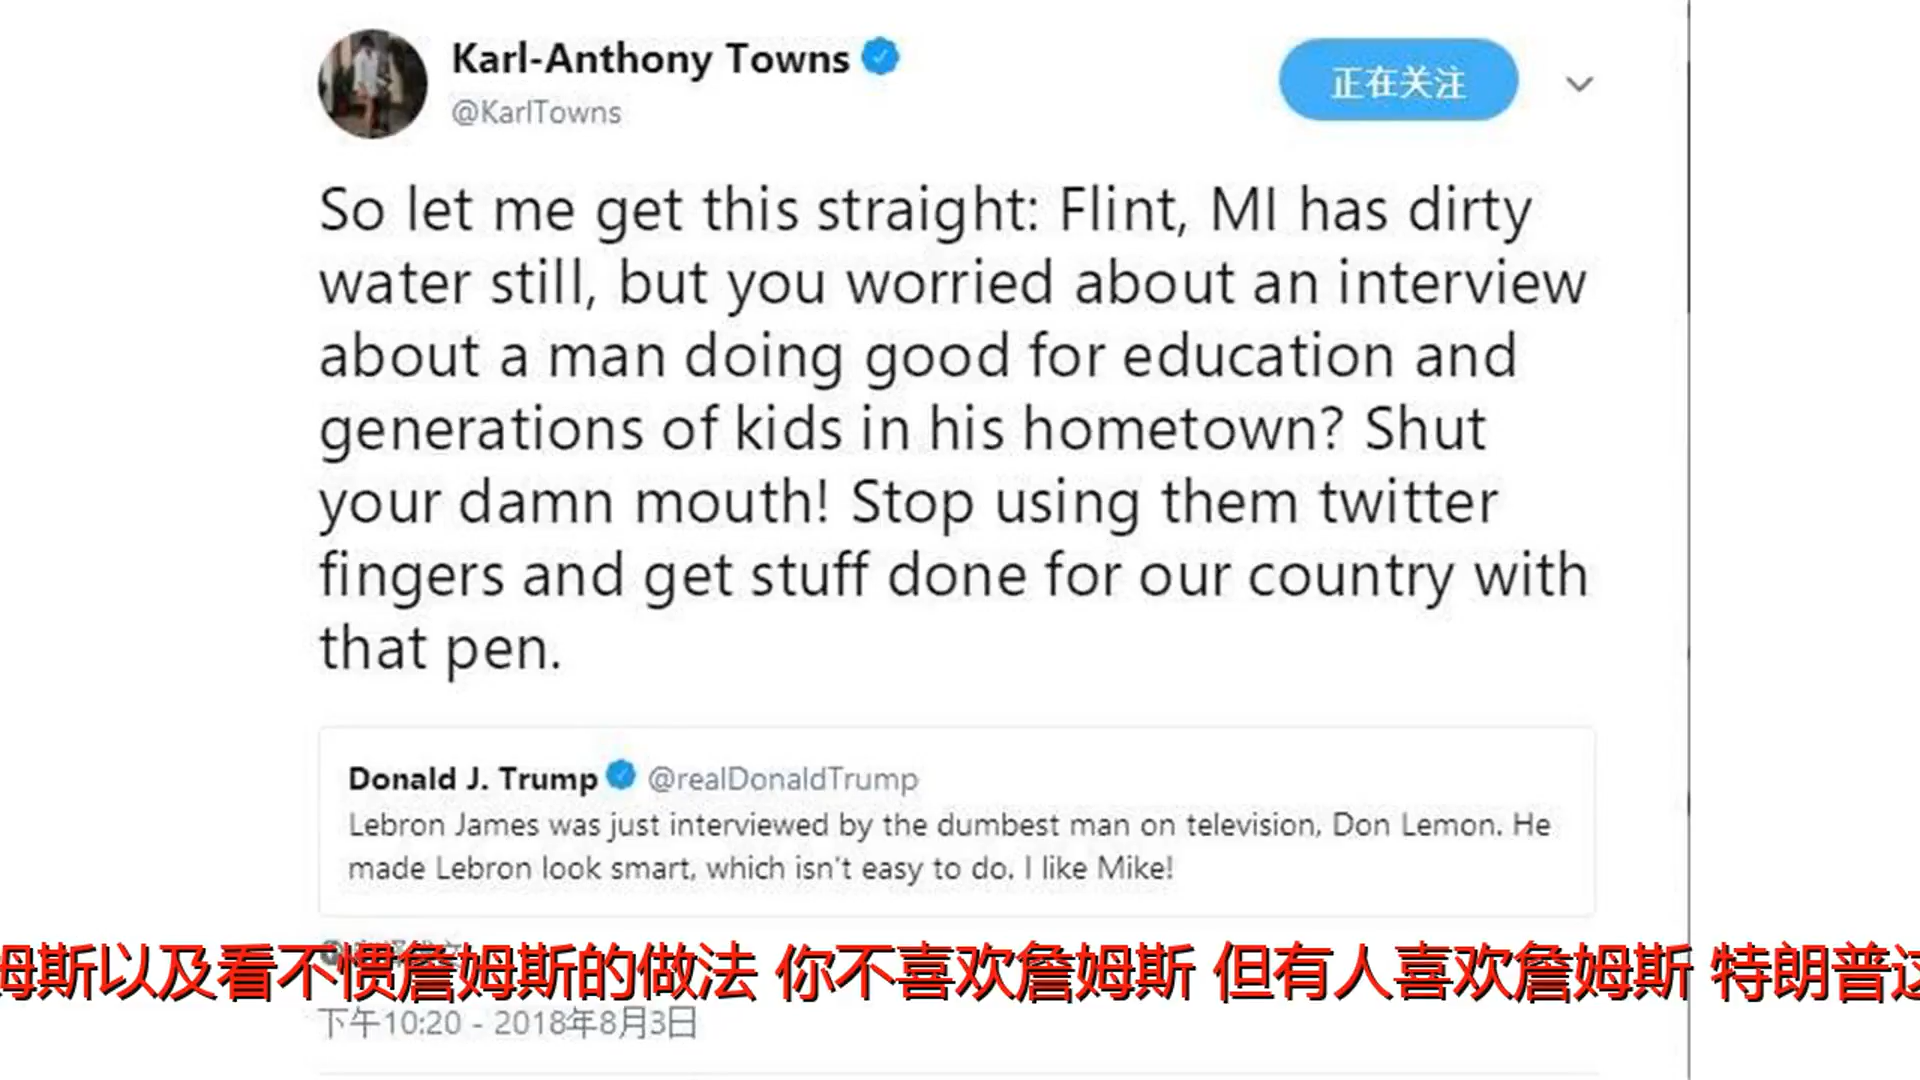 Karl-Anthony Towns
@KarlTowns
正在关注
So let me get this straight: Flint, MI has dirty
water still, but you worried about an interview
about a man doing good for education and
generations of kids in his hometown? Shut
your damn mouth! Stop using them twitter
fingers and get stuff done for our country with
that pen.
Donald J. Trump @realDonaldTrump
Lebron James was just interviewed by the dumbest man on television, Don Lemon. He
made Lebron look smart, which isn't easy to do. I like Mike!
姆斯以及看不惯詹姆斯的做法 你不喜欢詹姆斯 但有人喜欢詹姆斯 特朗普这
下午10:20 - 2018年8月3日